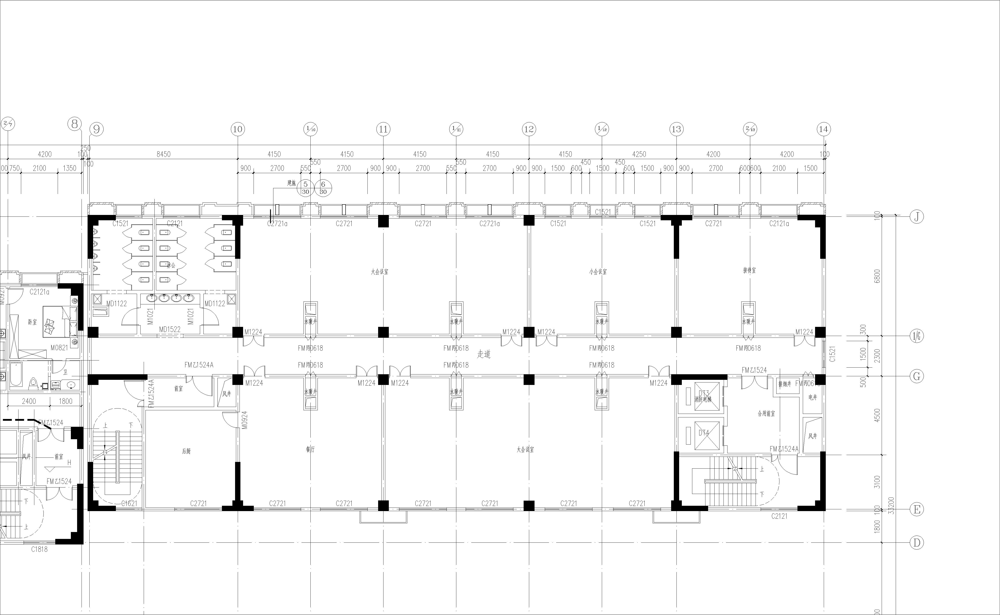 2/7
8
9
10
1/10
11
1/11
12
1/12
13
2/13
14
250
4200
100
8450
4150
4150
4150
4150
4150
4250
4200
4200
100
100
750
2100
1350
900
2700
550
550
2700
900
900
2700
550
550
2700
900
900
1500
600
450
1500
450
600
1500
900
900
2700
600
600
2100
1500
建施
5
30
6
30
C1521
C2121
C2721a
C2721
C2721
C2721a
C1521
C1521
C1521
C2721
C2121a
100
J
办公
大会议室
小会议室
接待室
6800
C2121a
M0921
MD1122
MD1122
M1021
M1021
MD1522
卧室
水暖井
水暖井
水暖井
水暖井
M1224
M1224
M1224
M1224
300
1/G
M0821
FM丙0618
FM丙0618
FM丙0618
FM丙0618
走道
C1521
1500
2300
卫
FM乙1524A
FM丙0618
FM丙0618
FM丙0618
FM乙1524
G
500
M1224
M1224
M1224
M1224
前室
FM乙1524A
风井
水暖井
水暖井
水暖井
排烟井
DT3
消防电梯
电井
2400
1800
合用前室
4500
M0924
FM乙1524
上
下
DT4
风井
后厨
餐厅
大会议室
FM乙1524A
风井
前室
H
上
下
FM乙1524
3100
下
上
C1621
C2721
C2721
C2721
C2721
C2721
C2721
C2721
C2121
100
33200
E
1800
D
C1818